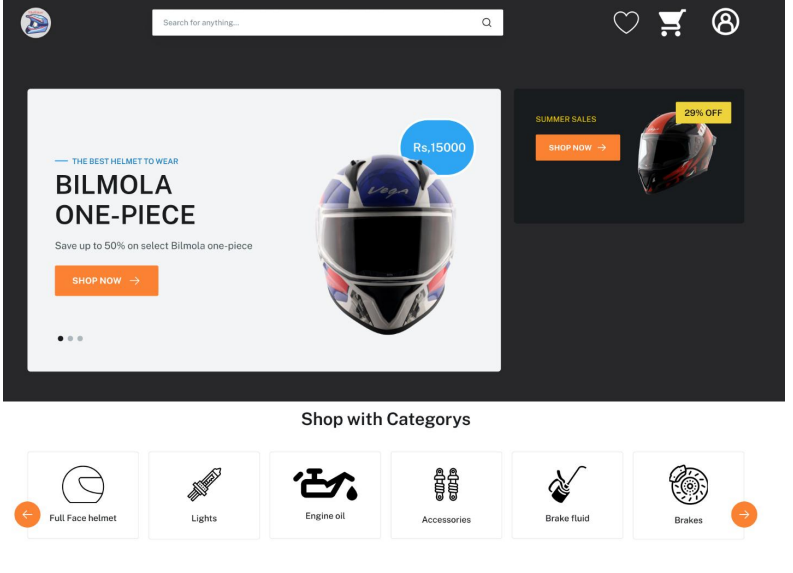 Search for anything...
THE BEST HELMET TO WEAR
BILMOLA
ONE-PIECE
Save up to 50% on select Bilmola one-piece
SHOP NOW
Rs,15000
Vega
SUMMER SALES
29% OFF
SHOP NOW
Shop with Categorys
Full Face helmet
Lights
Engine oil
Accessories
Brake fluid
Brakes